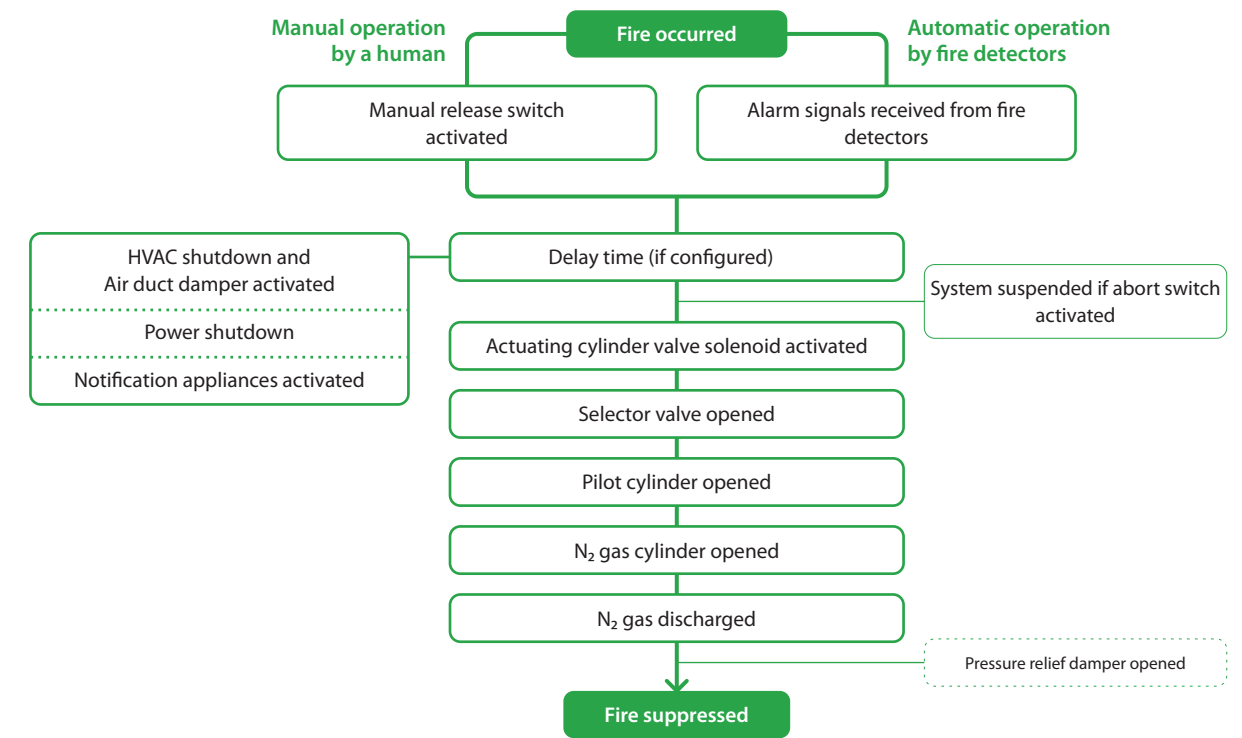 Manual operation
by a human
Fire occurred
Automatic operation
by fire detectors
Manual release switch
activated
Alarm signals received from fire
detectors
HVAC shutdown and
Air duct damper activated
Power shutdown
Notification appliances activated
Delay time (if configured)
System suspended if abort switch
activated
Actuating cylinder valve solenoid activated
Selector valve opened
Pilot cylinder opened
N₂ gas cylinder opened
N₂ gas discharged
Pressure relief damper opened
Fire suppressed